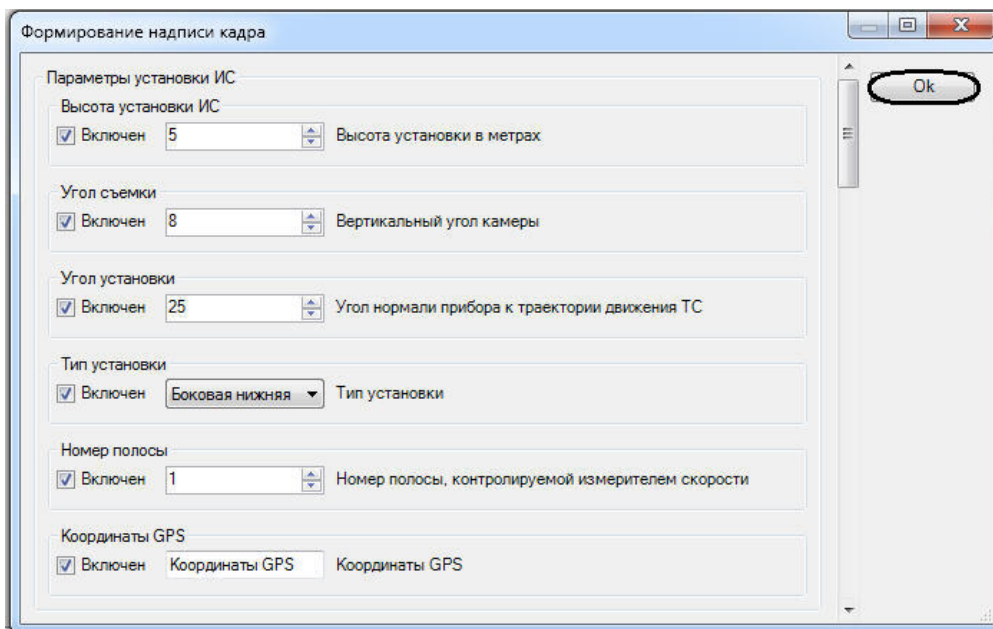 Формирование надписи кадра
Ok
Параметры установки ИС
Высота установки ИС
Включен 5 Высота установки в метрах
Угол съемки
Включен 8 Вертикальный угол камеры
Угол установки
Включен 25 Угол нормали прибора к траектории движения ТС
Тип установки
Включен Боковая нижняя Тип установки
Номер полосы
Включен 1 Номер полосы, контролируемой измерителем скорости
Координаты GPS
Включен Координаты GPS Координаты GPS